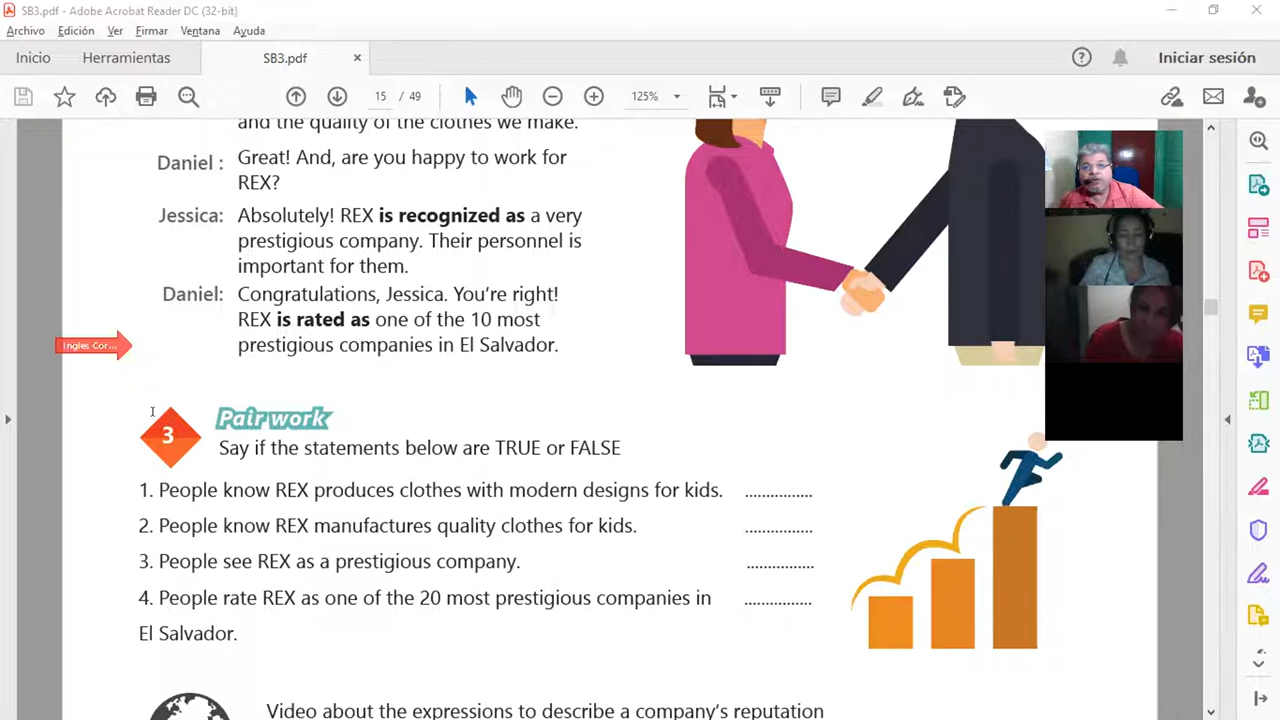 SB3.pdf - Adobe Acrobat Reader DC (32-bit)
Archivo Edición Ver Firmar Ventana Ayuda
Inicio Herramientas SB3.pdf × Iniciar sesión
15 / 49 125%
and the quality of the clothes we make.
Daniel : Great! And, are you happy to work for
REX?
Jessica: Absolutely! REX is recognized as a very
prestigious company. Their personnel is
important for them.
Daniel: Congratulations, Jessica. You're right!
REX is rated as one of the 10 most
Ingles Cor...
prestigious companies in El Salvador.
3 Pair work
Say if the statements below are TRUE or FALSE
1. People know REX produces clothes with modern designs for kids. ...............
2. People know REX manufactures quality clothes for kids. ...............
3. People see REX as a prestigious company. ...............
4. People rate REX as one of the 20 most prestigious companies in ...............
El Salvador.
Video about the expressions to describe a company's reputation